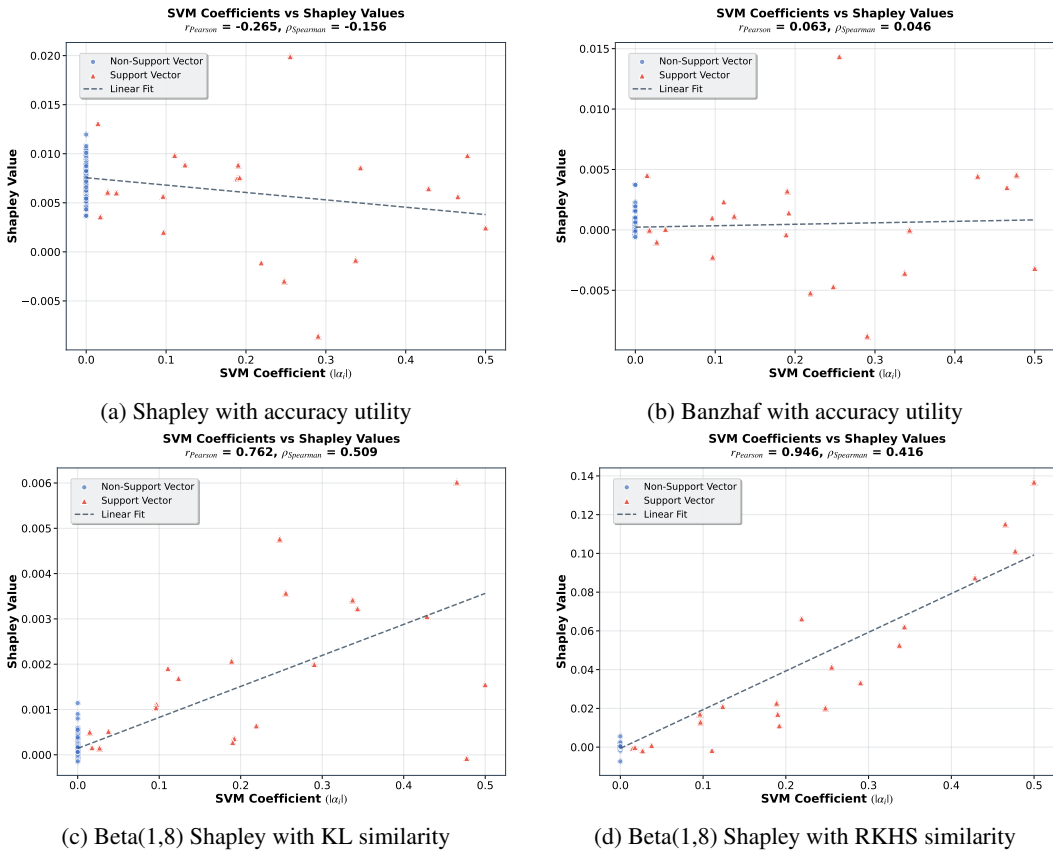 SVM Coefficients vs Shapley Values
r_Pearson = -0.265, ρ_Spearman = -0.156
Non-Support Vector
Support Vector
Linear Fit
Shapley Value
0.020
0.015
0.010
0.005
0.000
−0.005
0.0 0.1 0.2 0.3 0.4 0.5
SVM Coefficient (|α_i|)
(a) Shapley with accuracy utility
SVM Coefficients vs Shapley Values
r_Pearson = 0.063, ρ_Spearman = 0.046
Non-Support Vector
Support Vector
Linear Fit
Shapley Value
0.015
0.010
0.005
0.000
−0.005
0.0 0.1 0.2 0.3 0.4 0.5
SVM Coefficient (|α_i|)
(b) Banzhaf with accuracy utility
SVM Coefficients vs Shapley Values
r_Pearson = 0.762, ρ_Spearman = 0.509
Non-Support Vector
Support Vector
Linear Fit
Shapley Value
0.006
0.005
0.004
0.003
0.002
0.001
0.000
0.0 0.1 0.2 0.3 0.4 0.5
SVM Coefficient (|α_i|)
(c) Beta(1,8) Shapley with KL similarity
SVM Coefficients vs Shapley Values
r_Pearson = 0.946, ρ_Spearman = 0.416
Non-Support Vector
Support Vector
Linear Fit
Shapley Value
0.14
0.12
0.10
0.08
0.06
0.04
0.02
0.00
0.0 0.1 0.2 0.3 0.4 0.5
SVM Coefficient (|α_i|)
(d) Beta(1,8) Shapley with RKHS similarity